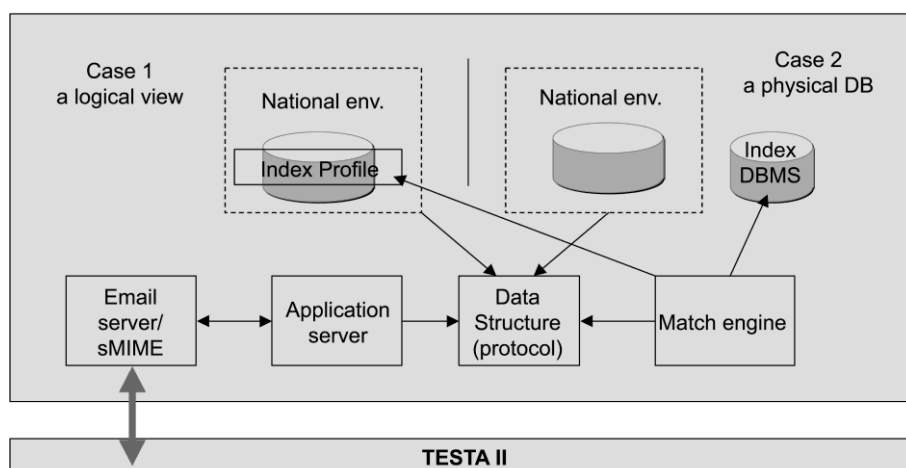 Case 1
a logical view
National env.
Index Profile
National env.
Case 2
a physical DB
Index
DBMS
Email
server/
sMIME
Application
server
Data
Structure
(protocol)
Match engine
TESTA II